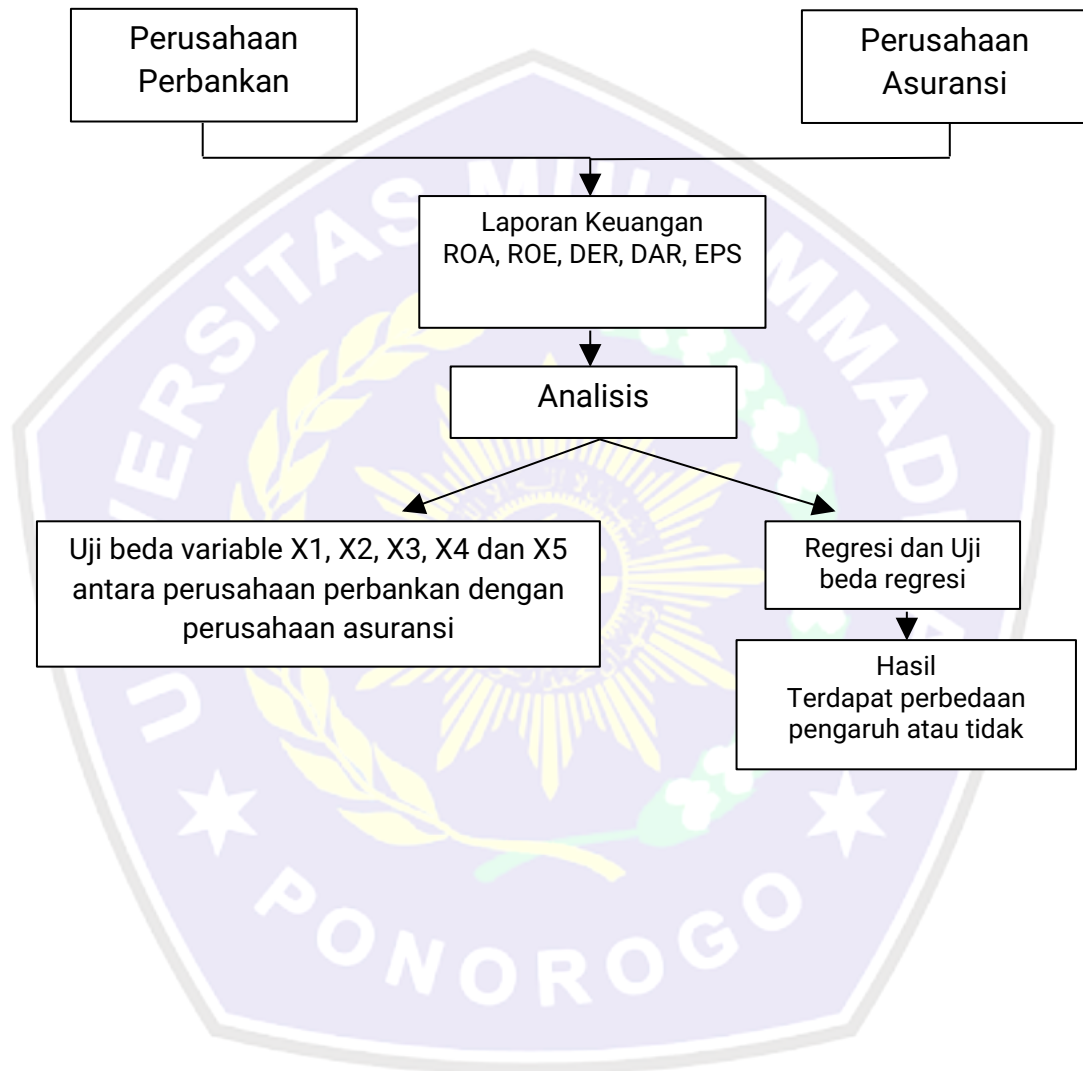 Perusahaan
Perbankan
Perusahaan
Asuransi
Laporan Keuangan
ROA, ROE, DER, DAR, EPS
Analisis
Uji beda variable X1, X2, X3, X4 dan X5
antara perusahaan perbankan dengan
perusahaan asuransi
Regresi dan Uji
beda regresi
Hasil
Terdapat perbedaan
pengaruh atau tidak
PONOROGO